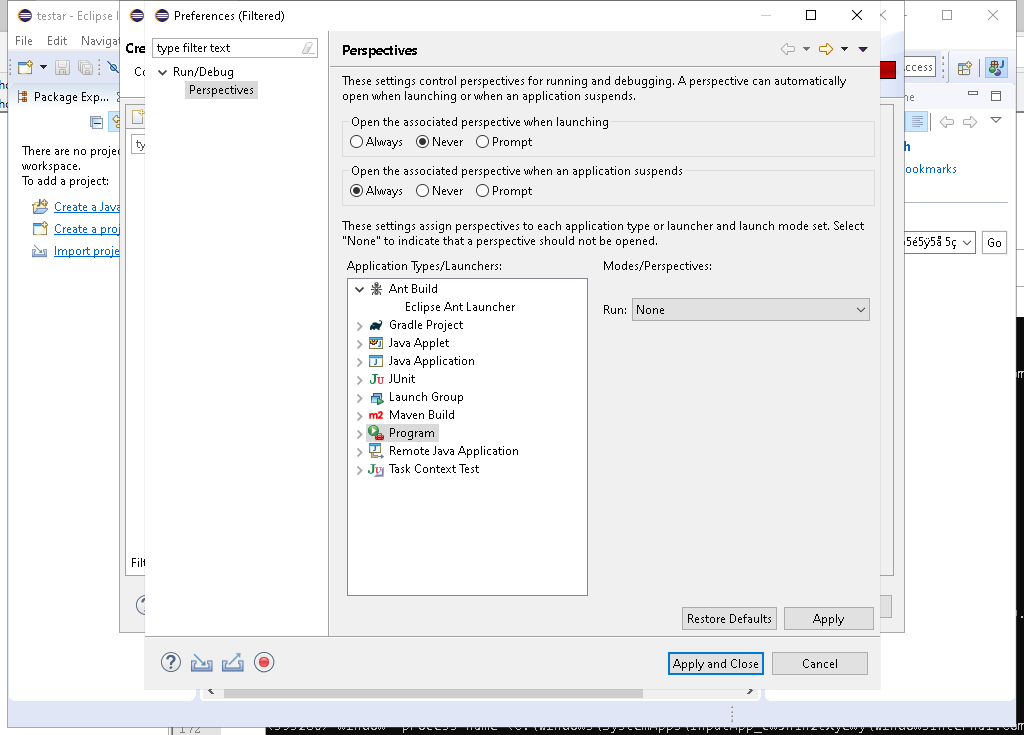 testar - Eclipse I
Preferences (Filtered)
File Edit Naviga
Cre
type filter text
Perspectives
Run/Debug
Perspectives
These settings control perspectives for running and debugging. A perspective can automatically
open when launching or when an application suspends.
Package Exp...
Open the associated perspective when launching
Always Never Prompt
There are no projec
workspace.
To add a project:
Open the associated perspective when an application suspends
Always Never Prompt
Create a Java
Create a proj
Import proje
These settings assign perspectives to each application type or launcher and launch mode set. Select
"None" to indicate that a perspective should not be opened.
Application Types/Launchers:
Modes/Perspectives:
Ant Build
Eclipse Ant Launcher
Gradle Project
Java Applet
Java Application
JUnit
Launch Group
Maven Build
Program
Remote Java Application
Task Context Test
Run: None
Filt
Restore Defaults Apply
Apply and Close Cancel
ccess
ookmarks
Go
172